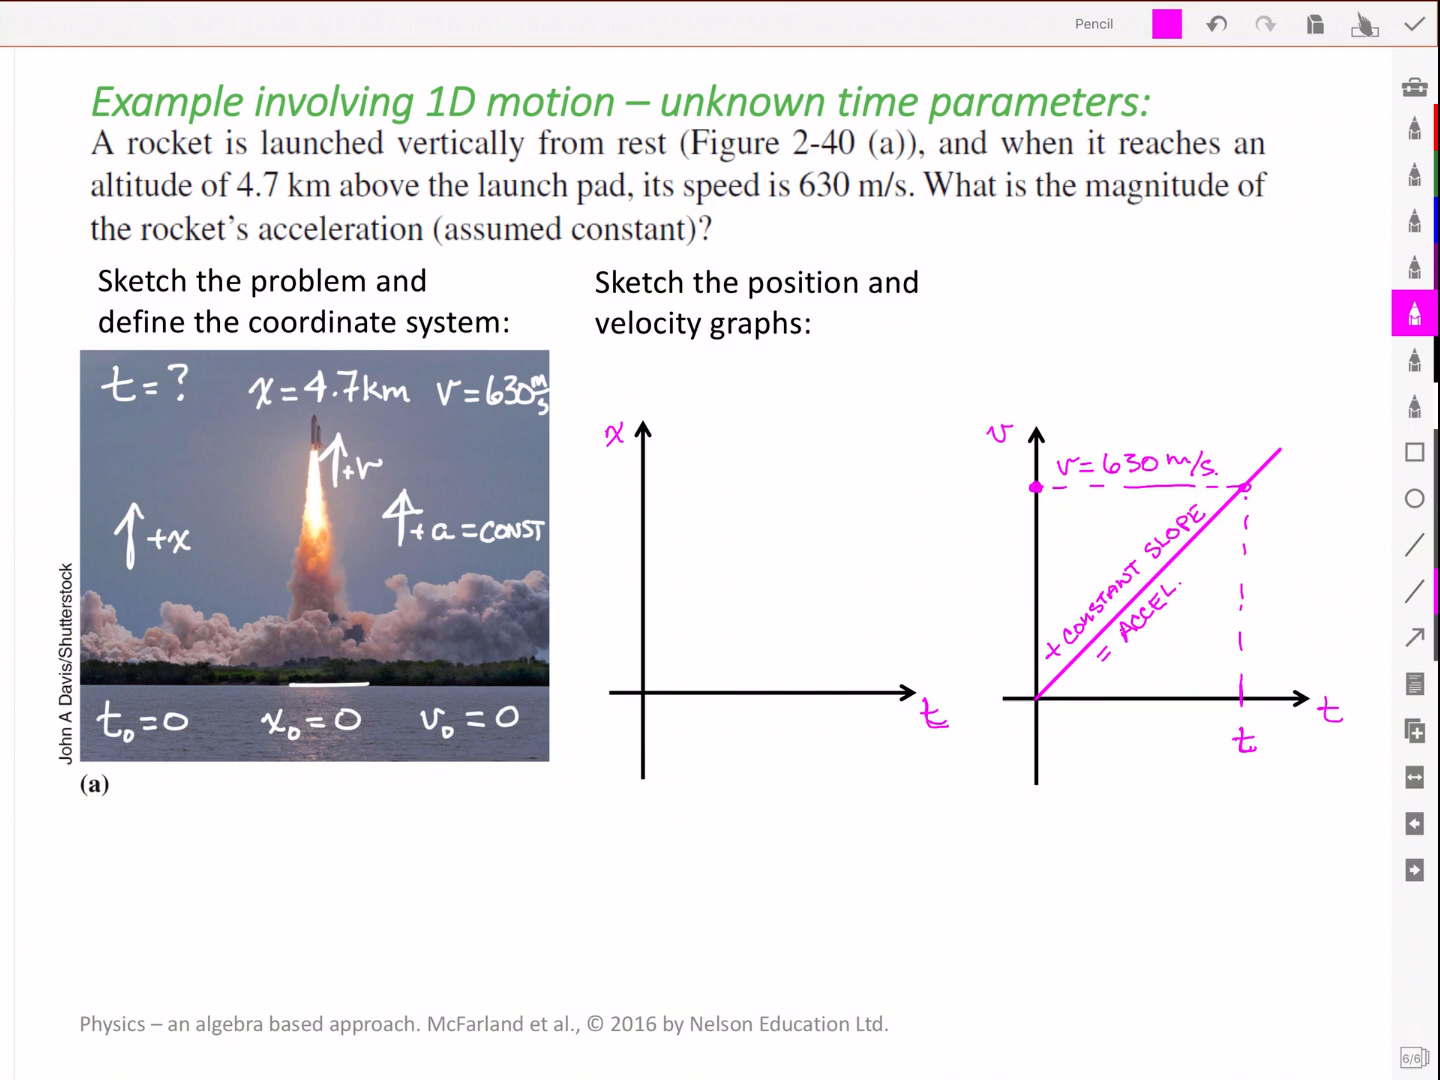 Pencil
Example involving 1D motion – unknown time parameters:
A rocket is launched vertically from rest (Figure 2-40 (a)), and when it reaches an
altitude of 4.7 km above the launch pad, its speed is 630 m/s. What is the magnitude of
the rocket's acceleration (assumed constant)?
Sketch the problem and
define the coordinate system:
t = ? x = 4.7 km v = 630 m/s
+v
+x
+a = CONST
t₀ = 0 x₀ = 0 v₀ = 0
John A Davis/Shutterstock
(a)
Sketch the position and
velocity graphs:
x
t
v
v = 630 m/s.
+ CONSTANT SLOPE
= ACCEL.
t
t
Physics – an algebra based approach. McFarland et al., © 2016 by Nelson Education Ltd.
6/6